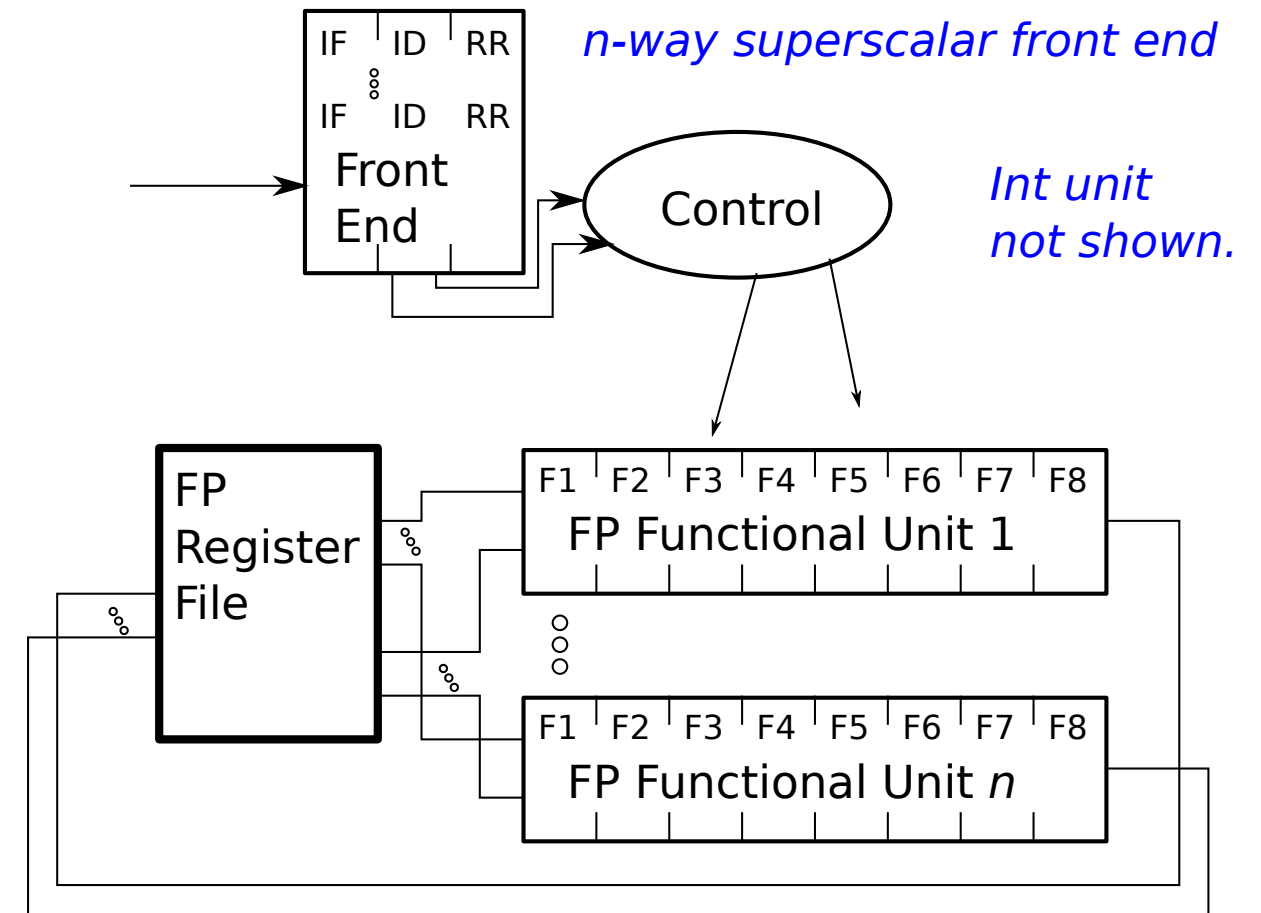 IF ID RR
n-way superscalar front end
IF ID RR
Front
End
Control
Int unit
not shown.
FP
Register
File
F1 F2 F3 F4 F5 F6 F7 F8
FP Functional Unit 1
F1 F2 F3 F4 F5 F6 F7 F8
FP Functional Unit n